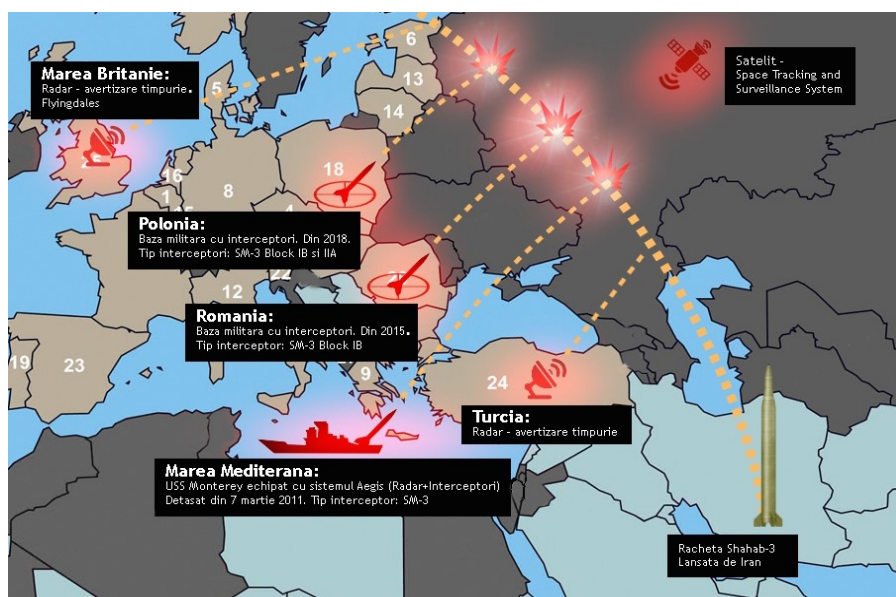 Marea Britanie:
Radar - avertizare timpurie.
Flyingdales
Satelit -
Space Tracking and
Surveillance System
6
5
13
14
18
16
8
1
Polonia:
Baza militara cu interceptori. Din 2018.
Tip interceptori: SM-3 Block IB si IIA
22
12
Romania:
Baza militara cu interceptori. Din 2015.
Tip interceptor: SM-3 Block IB
19
23
9
24
Turcia:
Radar - avertizare timpurie
Marea Mediterana:
USS Monterey echipat cu sistemul Aegis (Radar+Interceptori)
Detasat din 7 martie 2011. Tip interceptor: SM-3
Racheta Shahab-3
Lansata de Iran